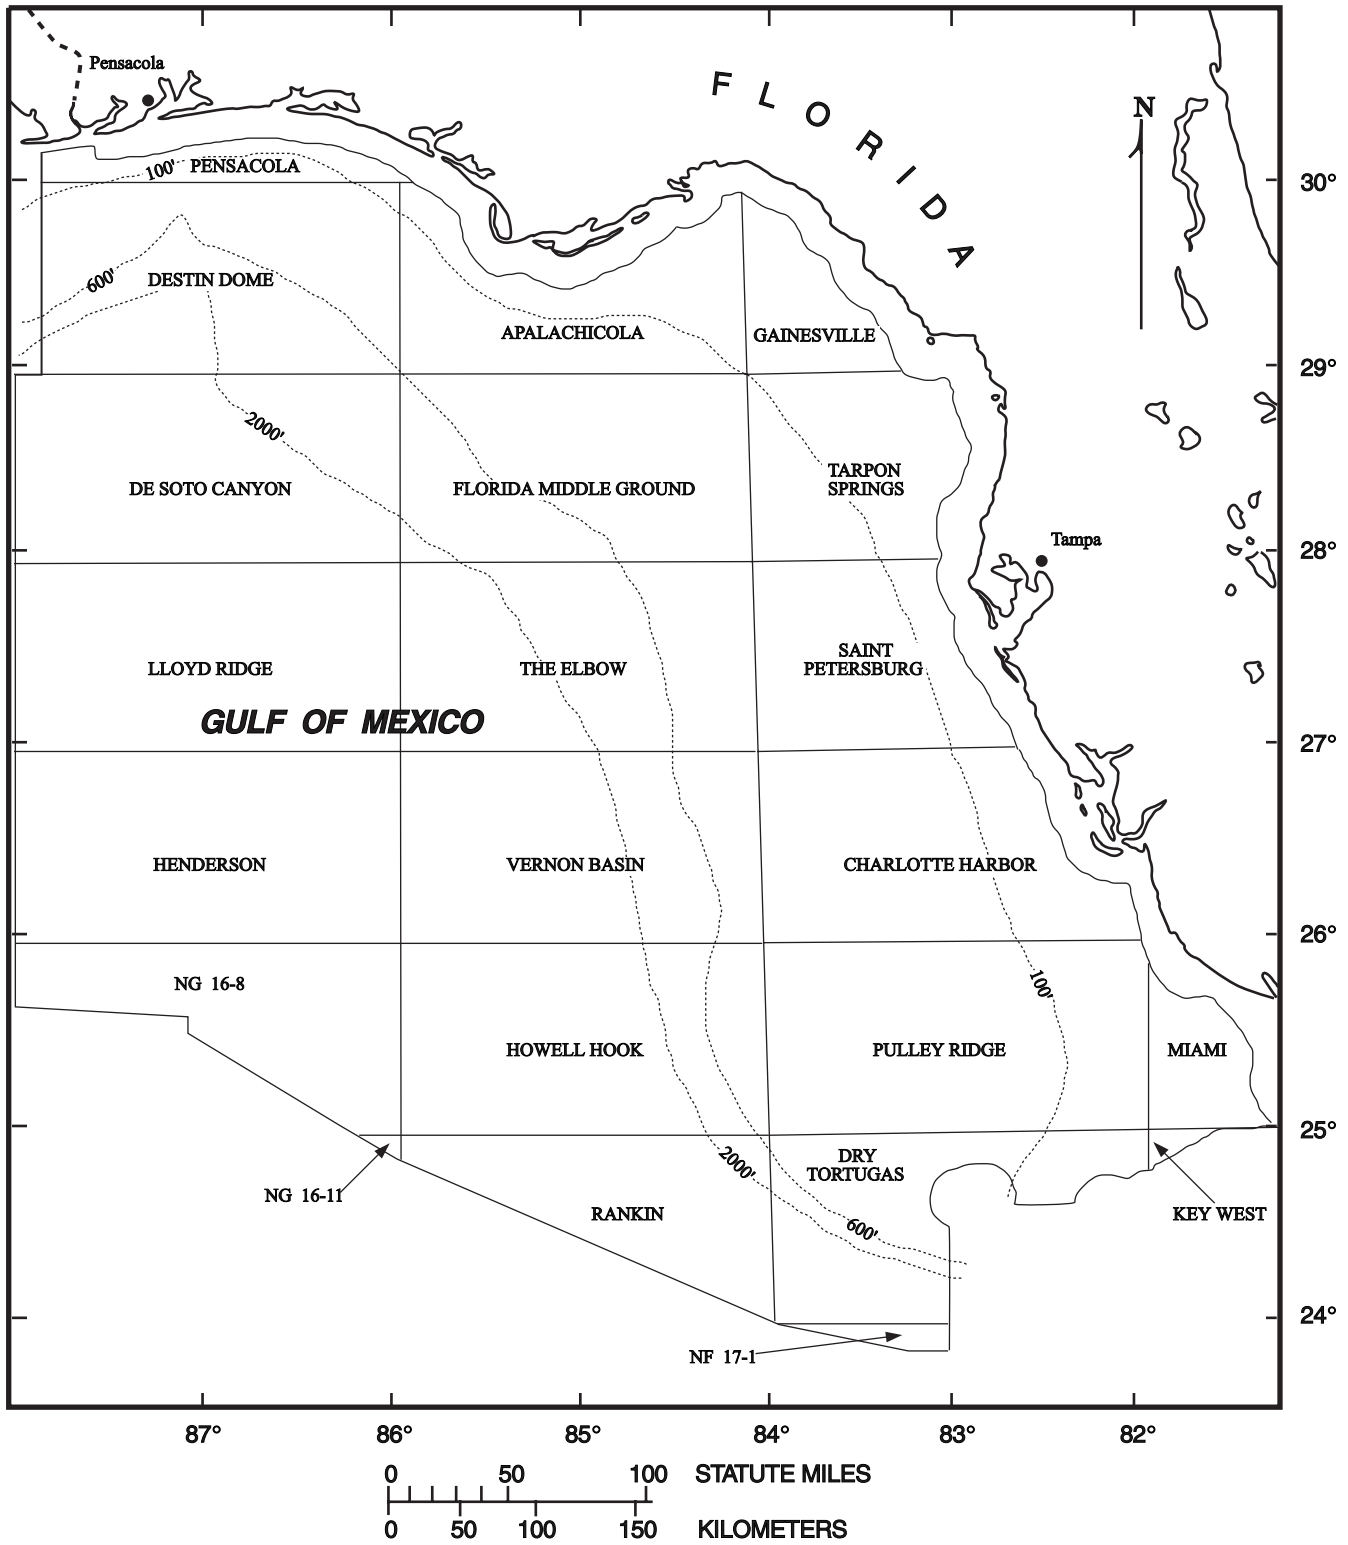 Pensacola
FLORIDA
N
100'
PENSACOLA
30°
600'
DESTIN DOME
APALACHICOLA
GAINESVILLE
29°
2000'
DE SOTO CANYON
FLORIDA MIDDLE GROUND
TARPON
SPRINGS
Tampa
28°
LLOYD RIDGE
THE ELBOW
SAINT
PETERSBURG
GULF OF MEXICO
27°
HENDERSON
VERNON BASIN
CHARLOTTE HARBOR
26°
NG 16-8
100'
HOWELL HOOK
PULLEY RIDGE
MIAMI
25°
2000'
DRY
TORTUGAS
NG 16-11
RANKIN
600'
KEY WEST
24°
NF 17-1
87°
86°
85°
84°
83°
82°
0 50 100 STATUTE MILES
0 50 100 150 KILOMETERS